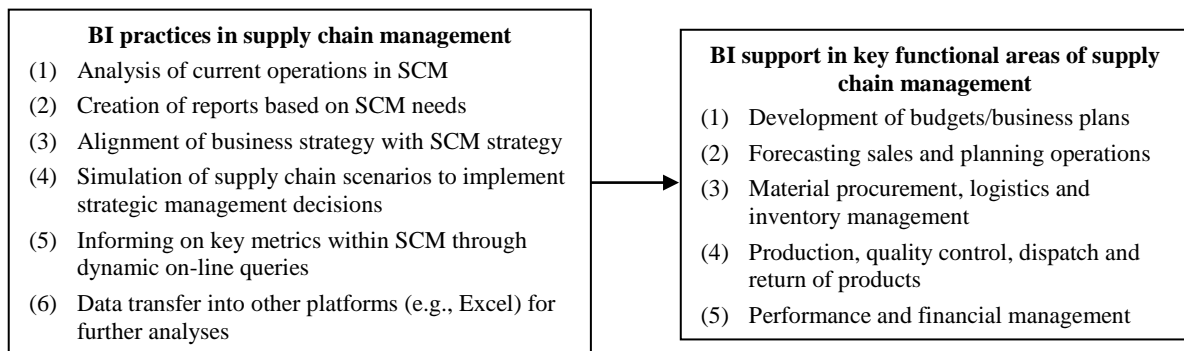 BI practices in supply chain management
(1) Analysis of current operations in SCM
(2) Creation of reports based on SCM needs
(3) Alignment of business strategy with SCM strategy
(4) Simulation of supply chain scenarios to implement
strategic management decisions
(5) Informing on key metrics within SCM through
dynamic on-line queries
(6) Data transfer into other platforms (e.g., Excel) for
further analyses
BI support in key functional areas of supply
chain management
(1) Development of budgets/business plans
(2) Forecasting sales and planning operations
(3) Material procurement, logistics and
inventory management
(4) Production, quality control, dispatch and
return of products
(5) Performance and financial management